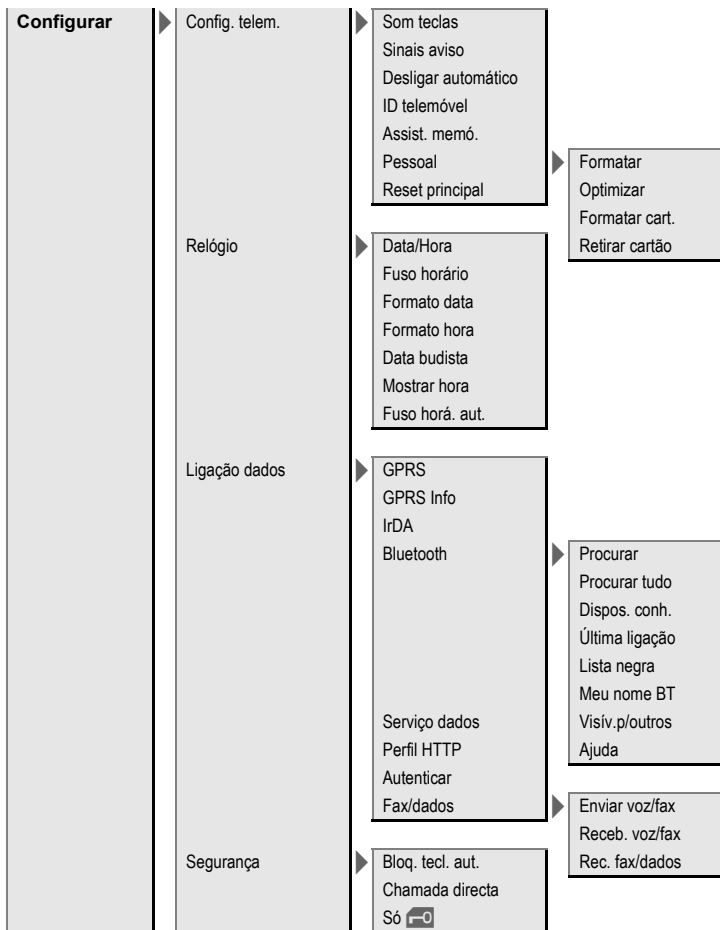 Configurar
Config. telem.
Som teclas
Sinais aviso
Desligar automático
ID telemóvel
Assist. memó.
Pessoal
Formatar
Reset principal
Optimizar
Formatar cart.
Relógio
Data/Hora
Retirar cartão
Fuso horário
Formato data
Formato hora
Data budista
Mostrar hora
Fuso horá. aut.
Ligação dados
GPRS
GPRS Info
IrDA
Bluetooth
Procurar
Procurar tudo
Dispos. conh.
Última ligação
Lista negra
Meu nome BT
Serviço dados
Visív.p/outros
Perfil HTTP
Ajuda
Autenticar
Fax/dados
Enviar voz/fax
Receb. voz/fax
Segurança
Bloq. tecl. aut.
Rec. fax/dados
Chamada directa
Só